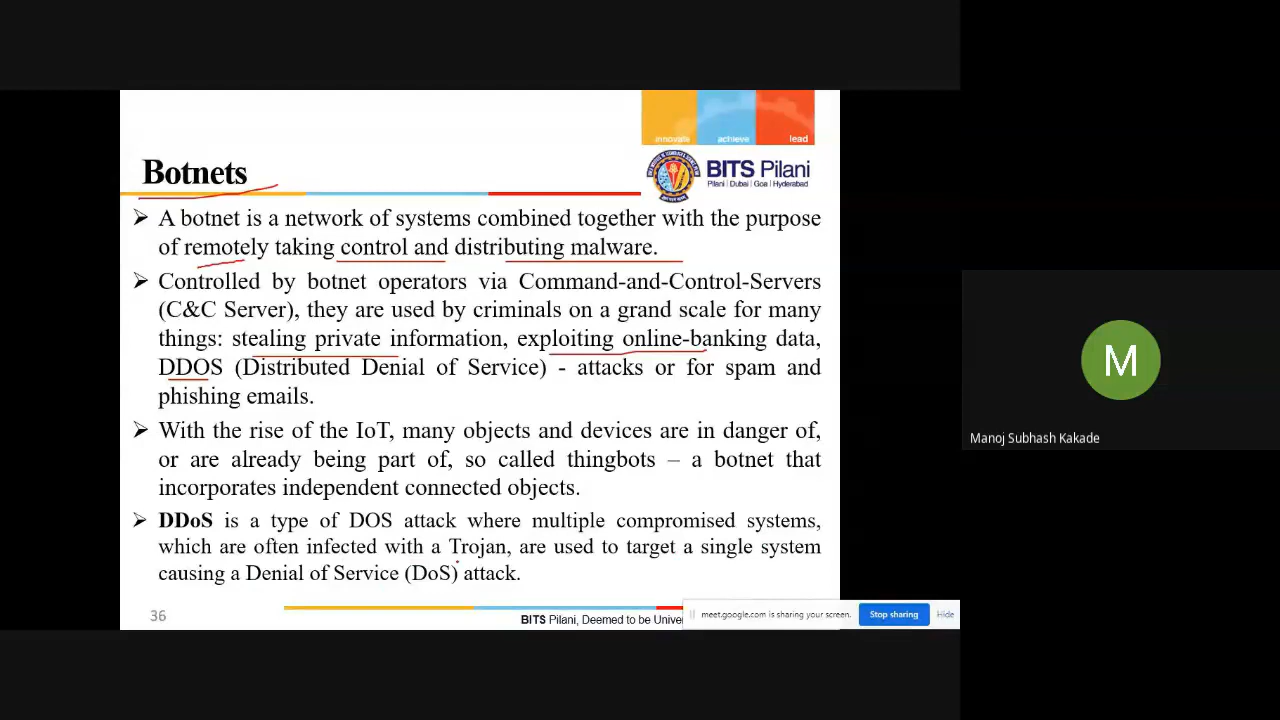 innovate achieve lead
Botnets
BITS Pilani
Pilani | Dubai | Goa | Hyderabad
➢ A botnet is a network of systems combined together with the purpose
of remotely taking control and distributing malware.
➢ Controlled by botnet operators via Command-and-Control-Servers
(C&C Server), they are used by criminals on a grand scale for many
things: stealing private information, exploiting online-banking data,
DDOS (Distributed Denial of Service) - attacks or for spam and
phishing emails.
➢ With the rise of the IoT, many objects and devices are in danger of,
or are already being part of, so called thingbots – a botnet that
incorporates independent connected objects.
➢ DDoS is a type of DOS attack where multiple compromised systems,
which are often infected with a Trojan, are used to target a single system
causing a Denial of Service (DoS) attack.
36
BITS Pilani, Deemed to be Unive
meet.google.com is sharing your screen. Stop sharing Hide
M
Manoj Subhash Kakade